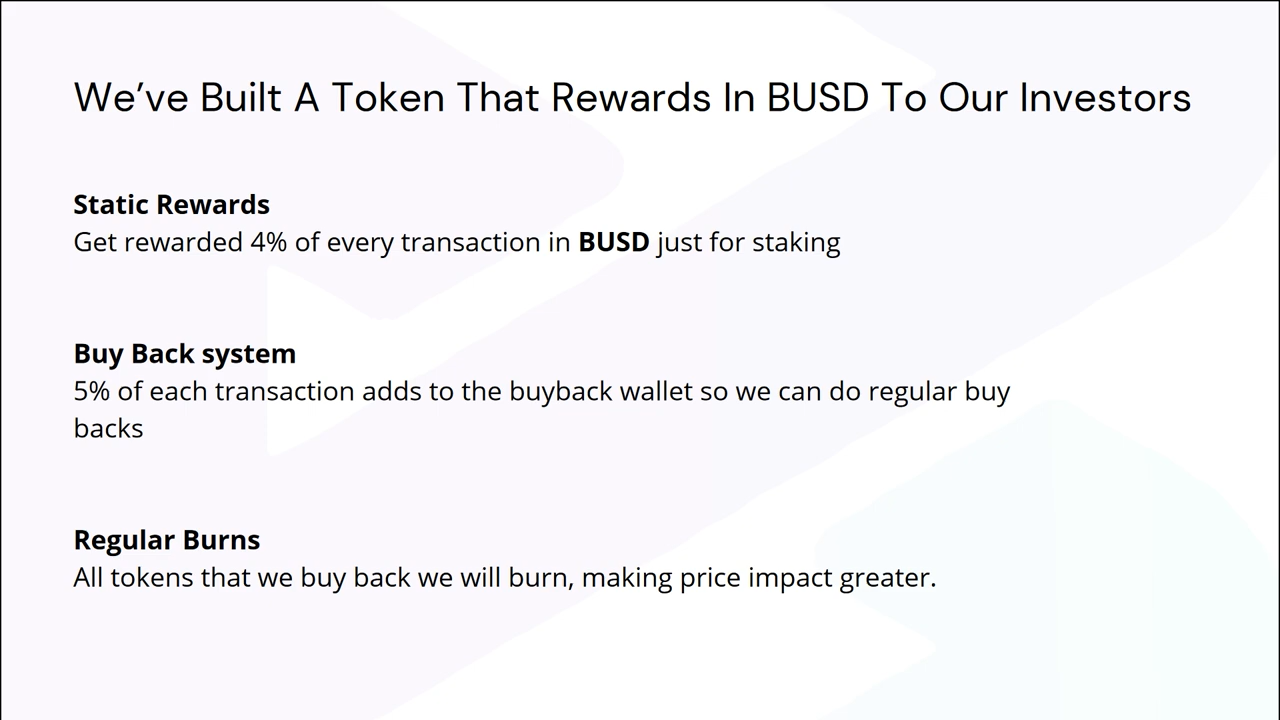 We’ve Built A Token That Rewards In BUSD To Our Investors
Static Rewards
Get rewarded 4% of every transaction in BUSD just for staking
Buy Back system
5% of each transaction adds to the buyback wallet so we can do regular buy
backs
Regular Burns
All tokens that we buy back we will burn, making price impact greater.